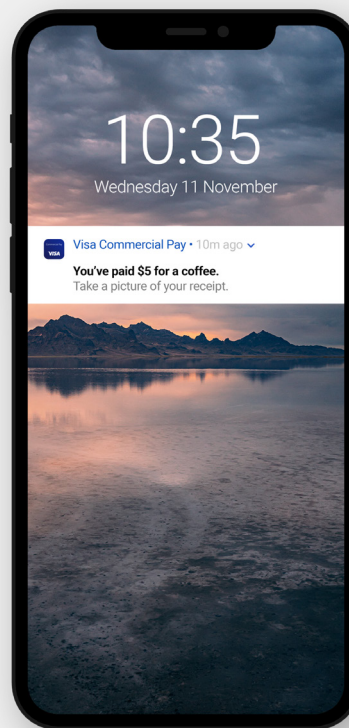 10:35
Wednesday 11 November
VISA
Visa Commercial Pay • 10m ago
You've paid $5 for a coffee.
Take a picture of your receipt.